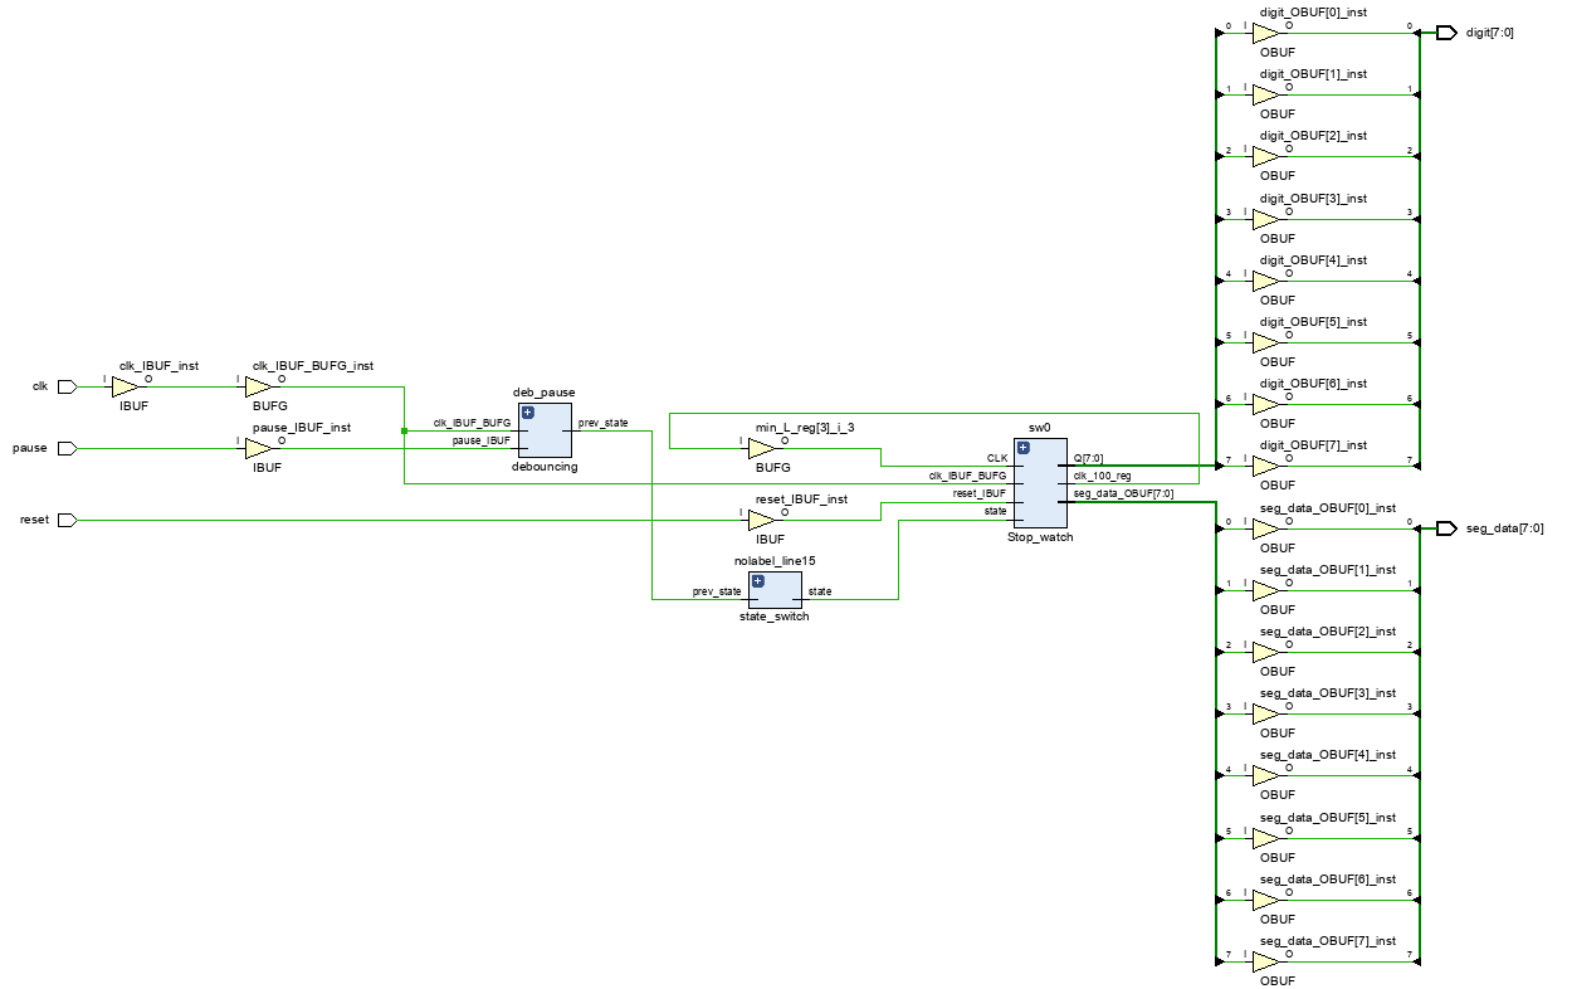 clk
clk_IBUF_inst
I
O
IBUF
clk_IBUF_BUFG_inst
I
O
BUFG
pause
pause_IBUF_inst
I
O
IBUF
reset
deb_pause
clk_IBUF_BUFG
pause_IBUF
prev_state
debouncing
min_L_reg[3]_i_3
I
O
BUFG
reset_IBUF_inst
I
O
IBUF
nolabel_line15
prev_state
state
state_switch
sw0
CLK
clk_IBUF_BUFG
reset_IBUF
state
Q[7:0]
clk_100_reg
seg_data_OBUF[7:0]
Stop_watch
digit_OBUF[0]_inst
0 I O 0
OBUF
digit[7:0]
digit_OBUF[1]_inst
1 I O 1
OBUF
digit_OBUF[2]_inst
2 I O 2
OBUF
digit_OBUF[3]_inst
3 I O 3
OBUF
digit_OBUF[4]_inst
4 I O 4
OBUF
digit_OBUF[5]_inst
5 I O 5
OBUF
digit_OBUF[6]_inst
6 I O 6
OBUF
digit_OBUF[7]_inst
7 I O 7
OBUF
seg_data_OBUF[0]_inst
0 I O 0
OBUF
seg_data[7:0]
seg_data_OBUF[1]_inst
1 I O 1
OBUF
seg_data_OBUF[2]_inst
2 I O 2
OBUF
seg_data_OBUF[3]_inst
3 I O 3
OBUF
seg_data_OBUF[4]_inst
4 I O 4
OBUF
seg_data_OBUF[5]_inst
5 I O 5
OBUF
seg_data_OBUF[6]_inst
6 I O 6
OBUF
seg_data_OBUF[7]_inst
7 I O 7
OBUF